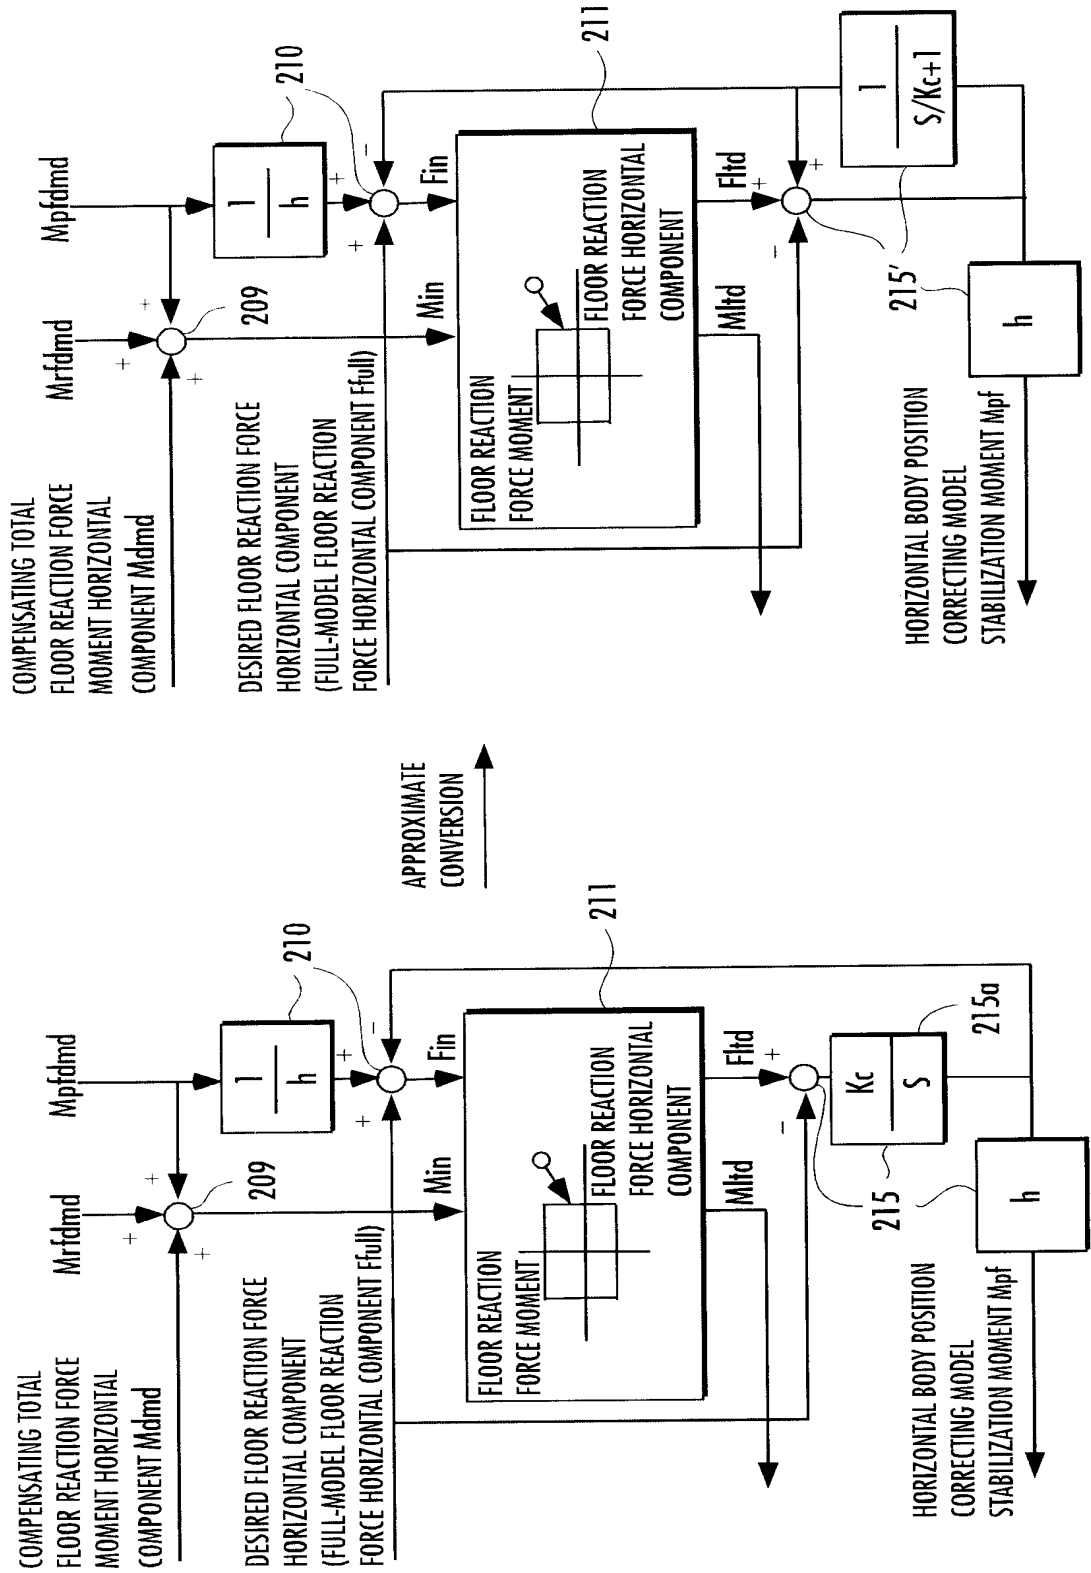 COMPENSATING TOTAL
FLOOR REACTION FORCE
MOMENT HORIZONTAL
COMPONENT Mdmd
Mrfdmd
Mpfdmd
+
+
+
209
1
h
210
DESIRED FLOOR REACTION FORCE
HORIZONTAL COMPONENT
(FULL-MODEL FLOOR REACTION
FORCE HORIZONTAL COMPONENT Ffull)
+
+
-
Min
Fin
211
FLOOR REACTION
FORCE MOMENT
FLOOR REACTION
FORCE HORIZONTAL
COMPONENT
Mltd
Fltd
+
-
Kc
S
215a
215
h
HORIZONTAL BODY POSITION
CORRECTING MODEL
STABILIZATION MOMENT Mpf
APPROXIMATE
CONVERSION
COMPENSATING TOTAL
FLOOR REACTION FORCE
MOMENT HORIZONTAL
COMPONENT Mdmd
Mrfdmd
Mpfdmd
+
+
+
209
1
h
210
DESIRED FLOOR REACTION FORCE
HORIZONTAL COMPONENT
(FULL-MODEL FLOOR REACTION
FORCE HORIZONTAL COMPONENT Ffull)
+
+
-
Min
Fin
211
FLOOR REACTION
FORCE MOMENT
FLOOR REACTION
FORCE HORIZONTAL
COMPONENT
Mltd
Fltd
+
+
-
1
S/Kc+1
215'
h
HORIZONTAL BODY POSITION
CORRECTING MODEL
STABILIZATION MOMENT Mpf